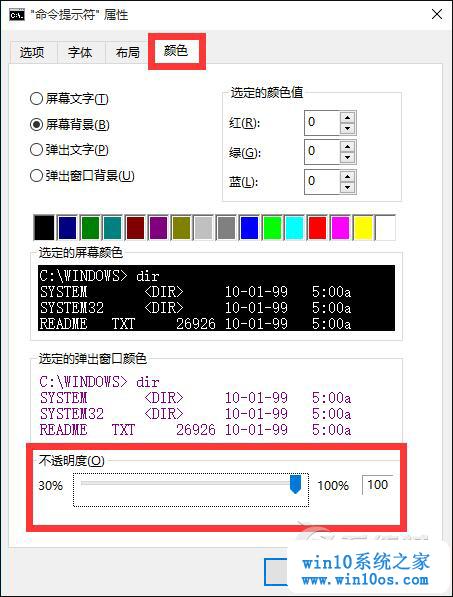 "命令提示符" 属性
选项 字体 布局 颜色
屏幕文字(T)
屏幕背景(B)
弹出文字(P)
弹出窗口背景(U)
选定的颜色值
红(R): 0
绿(G): 0
蓝(L): 0
选定的屏幕颜色
C:\WINDOWS> dir
SYSTEM <DIR> 10-01-99 5:00a
SYSTEM32 <DIR> 10-01-99 5:00a
README TXT 26926 10-01-99 5:00a
选定的弹出窗口颜色
C:\WINDOWS> dir
SYSTEM <DIR> 10-01-99 5:00a
SYSTEM32 <DIR> 10-01-99 5:00a
README TXT 26926 10-01-99 5:00a
不透明度(O)
30% 100% 100
win10系统之家
www.win10os.com